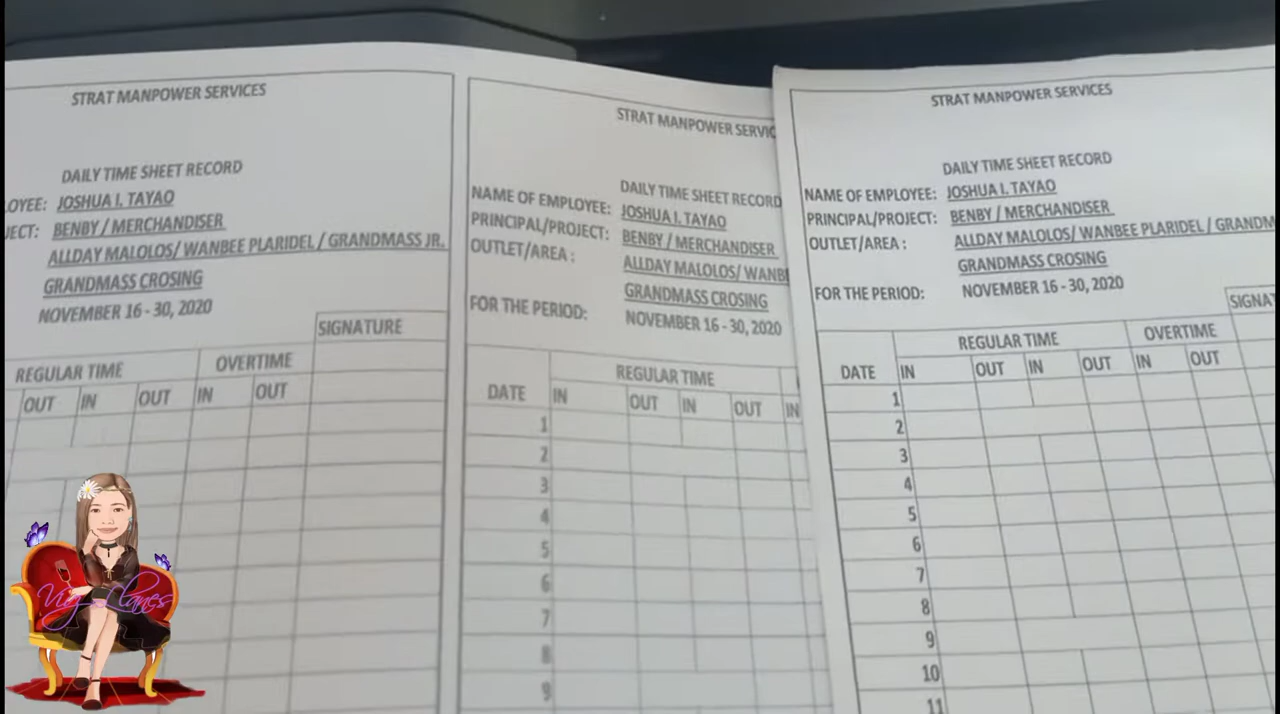 STRAT MANPOWER SERVICES
DAILY TIME SHEET RECORD
OYEE: JOSHUA I. TAYAO
JECT: BENBY / MERCHANDISER
ALLDAY MALOLOS/ WANBEE PLARIDEL / GRANDMASS JR.
GRANDMASS CROSING
NOVEMBER 16 - 30, 2020
SIGNATURE
REGULAR TIME OVERTIME
OUT IN OUT IN OUT
STRAT MANPOWER SERVIC
DAILY TIME SHEET RECORD
NAME OF EMPLOYEE: JOSHUA I. TAYAO
PRINCIPAL/PROJECT: BENBY / MERCHANDISER
OUTLET/AREA : ALLDAY MALOLOS/ WANB
GRANDMASS CROSING
FOR THE PERIOD: NOVEMBER 16 - 30, 2020
REGULAR TIME
DATE IN OUT IN OUT IN
1
2
3
4
5
6
7
8
9
STRAT MANPOWER SERVICES
DAILY TIME SHEET RECORD
NAME OF EMPLOYEE: JOSHUA I. TAYAO
PRINCIPAL/PROJECT: BENBY / MERCHANDISER
OUTLET/AREA : ALLDAY MALOLOS/ WANBEE PLARIDEL / GRANDM
GRANDMASS CROSING
FOR THE PERIOD: NOVEMBER 16 - 30, 2020
SIGNAT
REGULAR TIME OVERTIME
DATE IN OUT IN OUT IN OUT
1
2
3
4
5
6
7
8
9
10
11
Viz Llanes